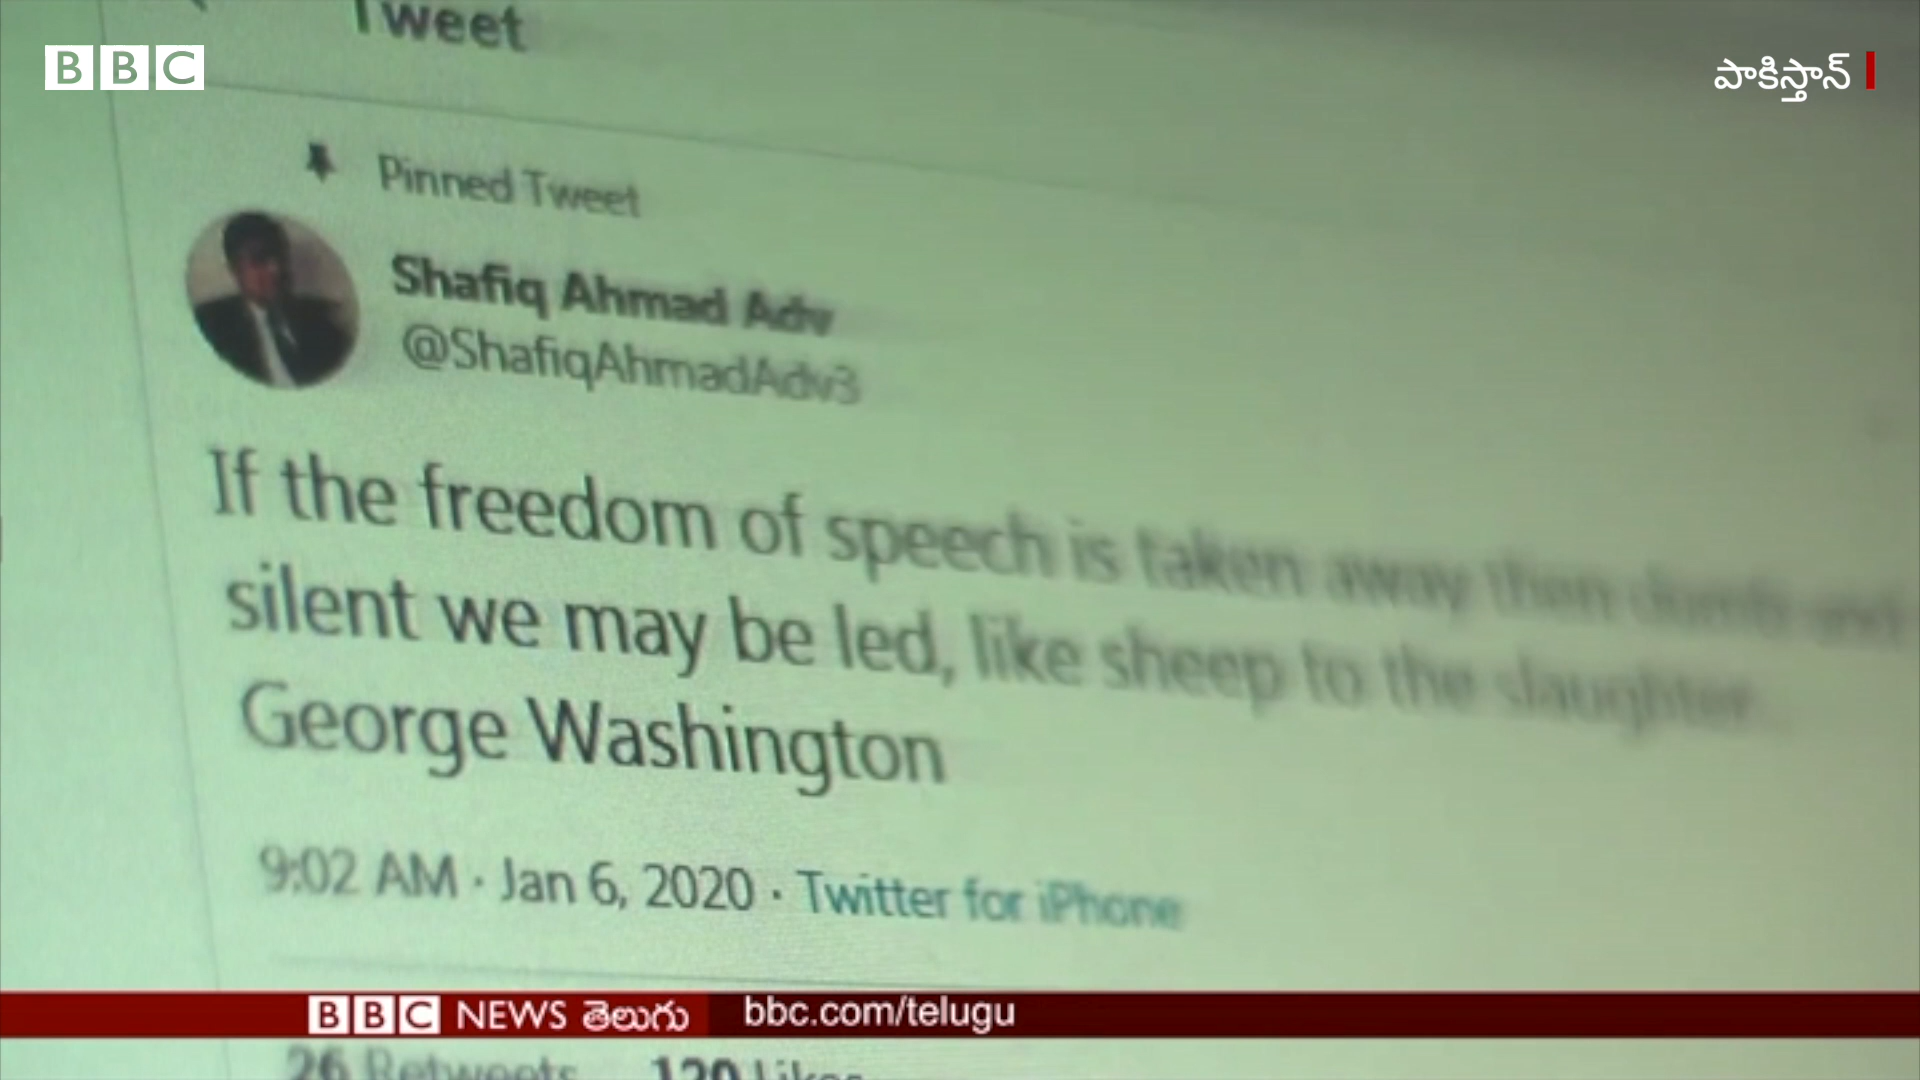 Tweet
BBC
పాకిస్తాన్
Pinned Tweet
Shafiq Ahmad Adv
@ShafiqAhmadAdv3
If the freedom of speech is taken away then dumb and
silent we may be led, like sheep to the slaughter.
George Washington
9:02 AM · Jan 6, 2020 · Twitter for iPhone
BBC NEWS తెలుగు bbc.com/telugu
26 Retweets 120 Likes